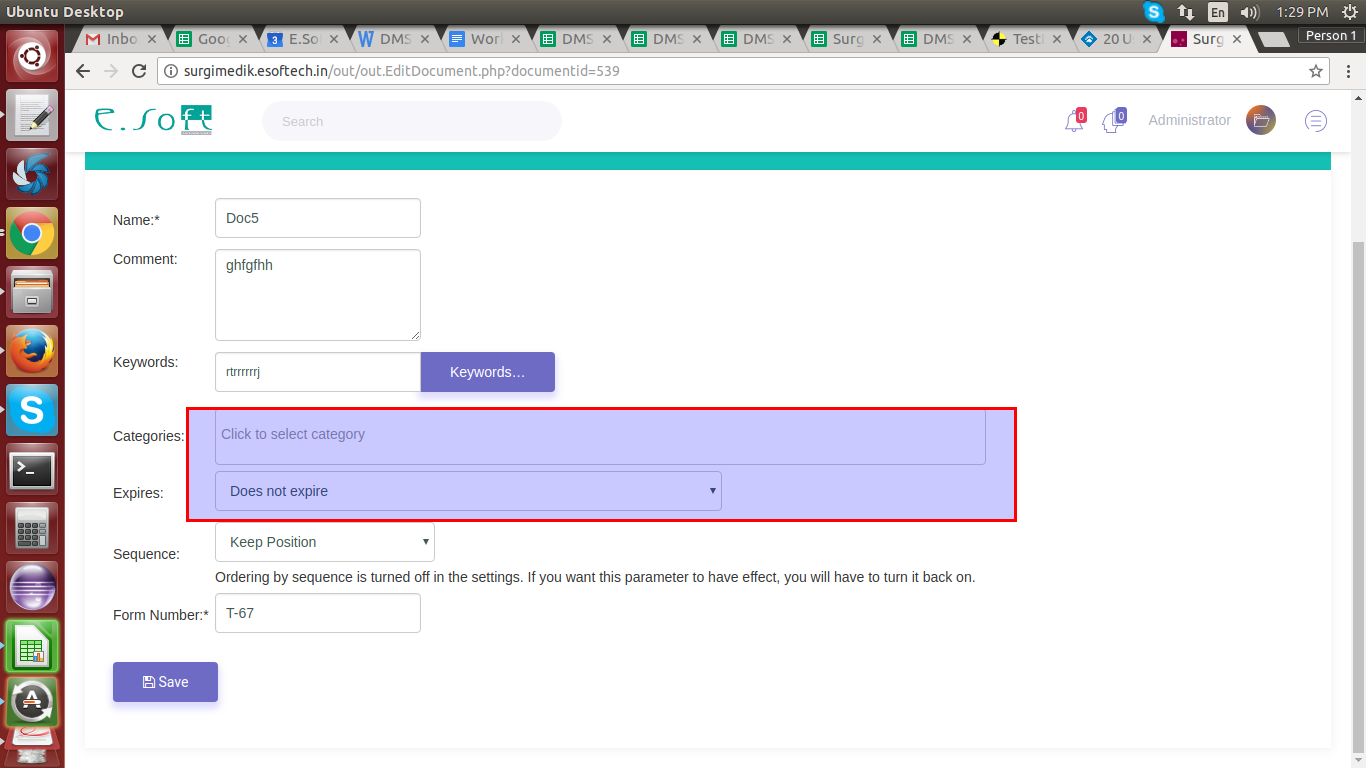 Ubuntu Desktop
En
1:29 PM
Inbo
Goog
3
E.So
W
DMS
Wori
DMS
DMS
DMS
Surg
DMS
Test
20 U
Surg
Person 1
surgimedik.esoftech.in/out/out.EditDocument.php?documentid=539
E.Soft
Search
0
0
Administrator
Name:*
Doc5
Comment:
ghfgfhh
Keywords:
rtrrrrrrj
Keywords…
Categories:
Click to select category
Expires:
Does not expire
Sequence:
Keep Position
Ordering by sequence is turned off in the settings. If you want this parameter to have effect, you will have to turn it back on.
Form Number:*
T-67
Save